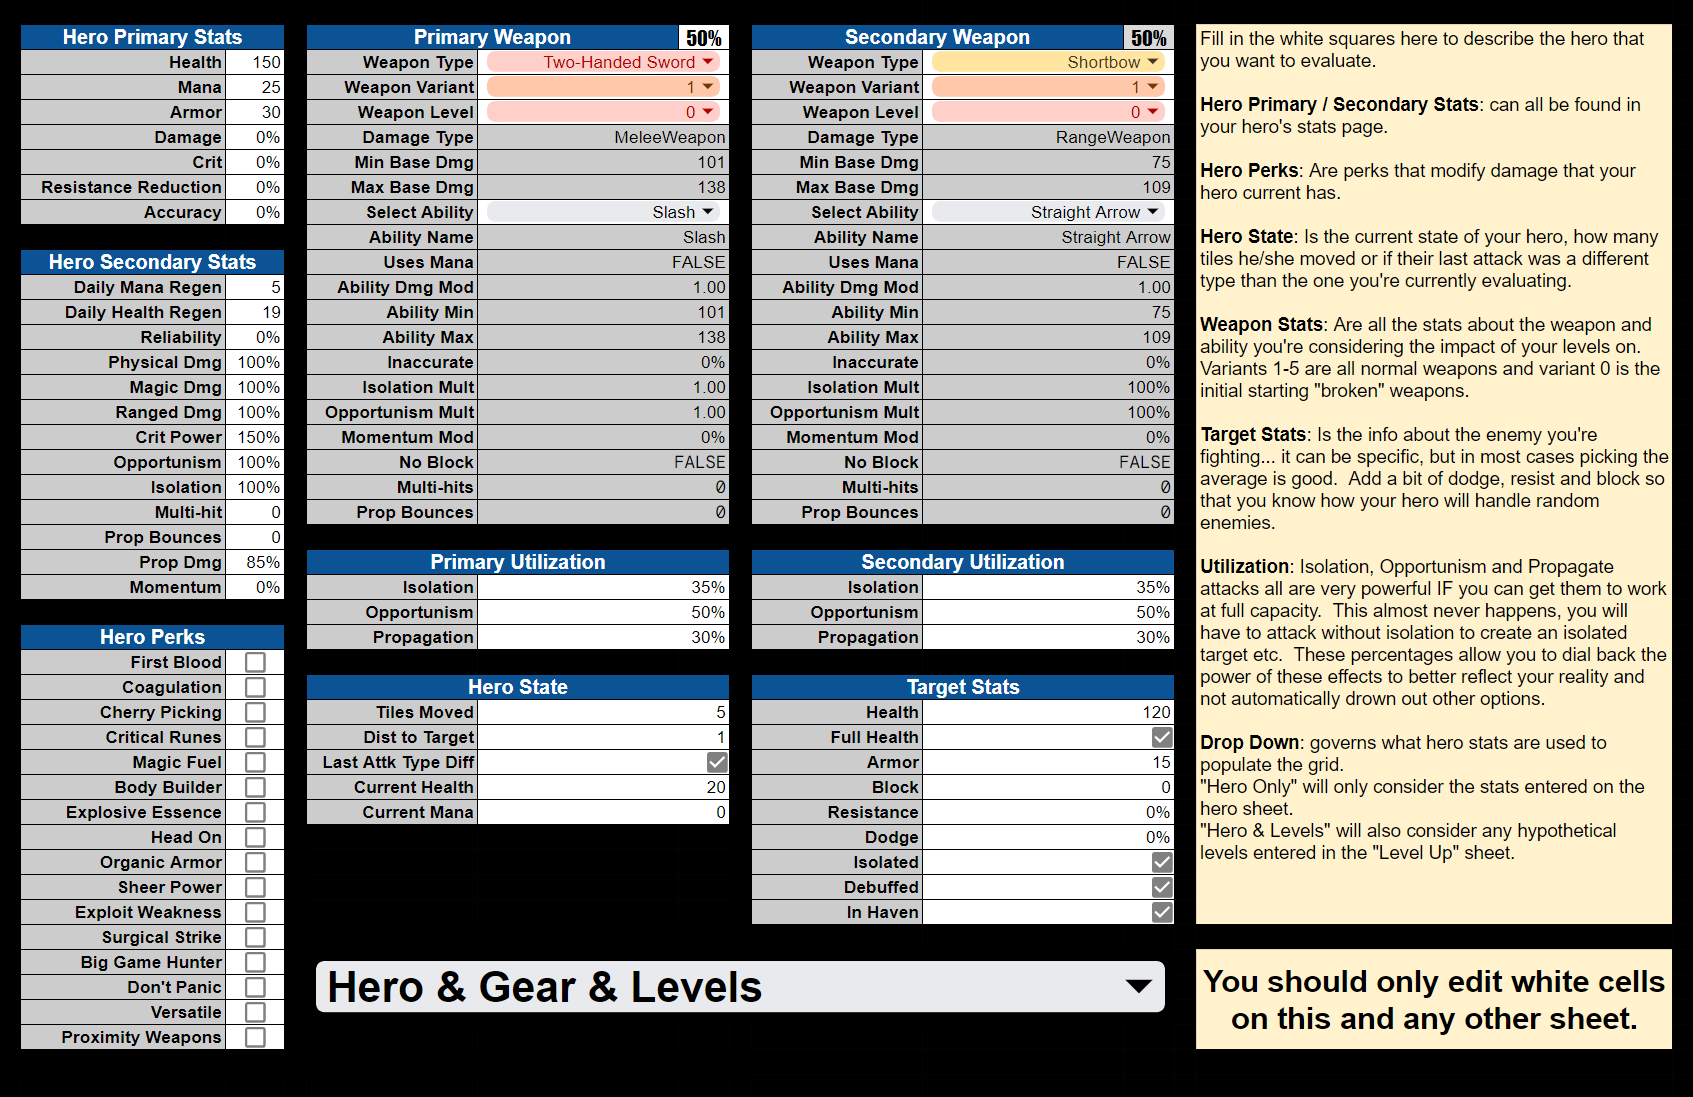 Hero Primary Stats
Health 150
Mana 25
Armor 30
Damage 0%
Crit 0%
Resistance Reduction 0%
Accuracy 0%
Hero Secondary Stats
Daily Mana Regen 5
Daily Health Regen 19
Reliability 0%
Physical Dmg 100%
Magic Dmg 100%
Ranged Dmg 100%
Crit Power 150%
Opportunism 100%
Isolation 100%
Multi-hit 0
Prop Bounces 0
Prop Dmg 85%
Momentum 0%
Hero Perks
First Blood
Coagulation
Cherry Picking
Critical Runes
Magic Fuel
Body Builder
Explosive Essence
Head On
Organic Armor
Sheer Power
Exploit Weakness
Surgical Strike
Big Game Hunter
Don't Panic
Versatile
Proximity Weapons
Primary Weapon 50%
Weapon Type Two-Handed Sword
Weapon Variant 1
Weapon Level 0
Damage Type MeleeWeapon
Min Base Dmg 101
Max Base Dmg 138
Select Ability Slash
Ability Name Slash
Uses Mana FALSE
Ability Dmg Mod 1.00
Ability Min 101
Ability Max 138
Inaccurate 0%
Isolation Mult 1.00
Opportunism Mult 1.00
Momentum Mod 0%
No Block FALSE
Multi-hits 0
Prop Bounces 0
Primary Utilization
Isolation 35%
Opportunism 50%
Propagation 30%
Hero State
Tiles Moved 5
Dist to Target 1
Last Attk Type Diff
Current Health 20
Current Mana 0
Secondary Weapon 50%
Weapon Type Shortbow
Weapon Variant 1
Weapon Level 0
Damage Type RangeWeapon
Min Base Dmg 75
Max Base Dmg 109
Select Ability Straight Arrow
Ability Name Straight Arrow
Uses Mana FALSE
Ability Dmg Mod 1.00
Ability Min 75
Ability Max 109
Inaccurate 0%
Isolation Mult 100%
Opportunism Mult 100%
Momentum Mod 0%
No Block FALSE
Multi-hits 0
Prop Bounces 0
Secondary Utilization
Isolation 35%
Opportunism 50%
Propagation 30%
Target Stats
Health 120
Full Health
Armor 15
Block 0
Resistance 0%
Dodge 0%
Isolated
Debuffed
In Haven
Hero & Gear & Levels
Fill in the white squares here to describe the hero that
you want to evaluate.
Hero Primary / Secondary Stats: can all be found in
your hero's stats page.
Hero Perks: Are perks that modify damage that your
hero current has.
Hero State: Is the current state of your hero, how many
tiles he/she moved or if their last attack was a different
type than the one you're currently evaluating.
Weapon Stats: Are all the stats about the weapon and
ability you're considering the impact of your levels on.
Variants 1-5 are all normal weapons and variant 0 is the
initial starting "broken" weapons.
Target Stats: Is the info about the enemy you're
fighting... it can be specific, but in most cases picking the
average is good. Add a bit of dodge, resist and block so
that you know how your hero will handle random
enemies.
Utilization: Isolation, Opportunism and Propagate
attacks all are very powerful IF you can get them to work
at full capacity. This almost never happens, you will
have to attack without isolation to create an isolated
target etc. These percentages allow you to dial back the
power of these effects to better reflect your reality and
not automatically drown out other options.
Drop Down: governs what hero stats are used to
populate the grid.
"Hero Only" will only consider the stats entered on the
hero sheet.
"Hero & Levels" will also consider any hypothetical
levels entered in the "Level Up" sheet.
You should only edit white cells
on this and any other sheet.